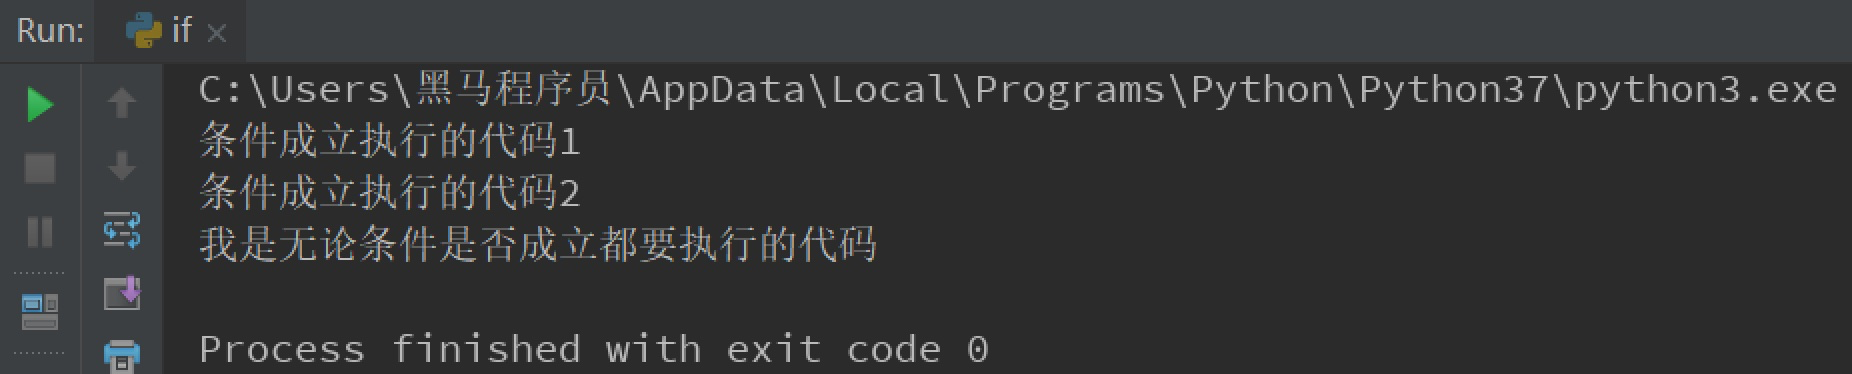 Run: if
C:\Users\黑马程序员\AppData\Local\Programs\Python\Python37\python3.exe
条件成立执行的代码1
条件成立执行的代码2
我是无论条件是否成立都要执行的代码
Process finished with exit code 0